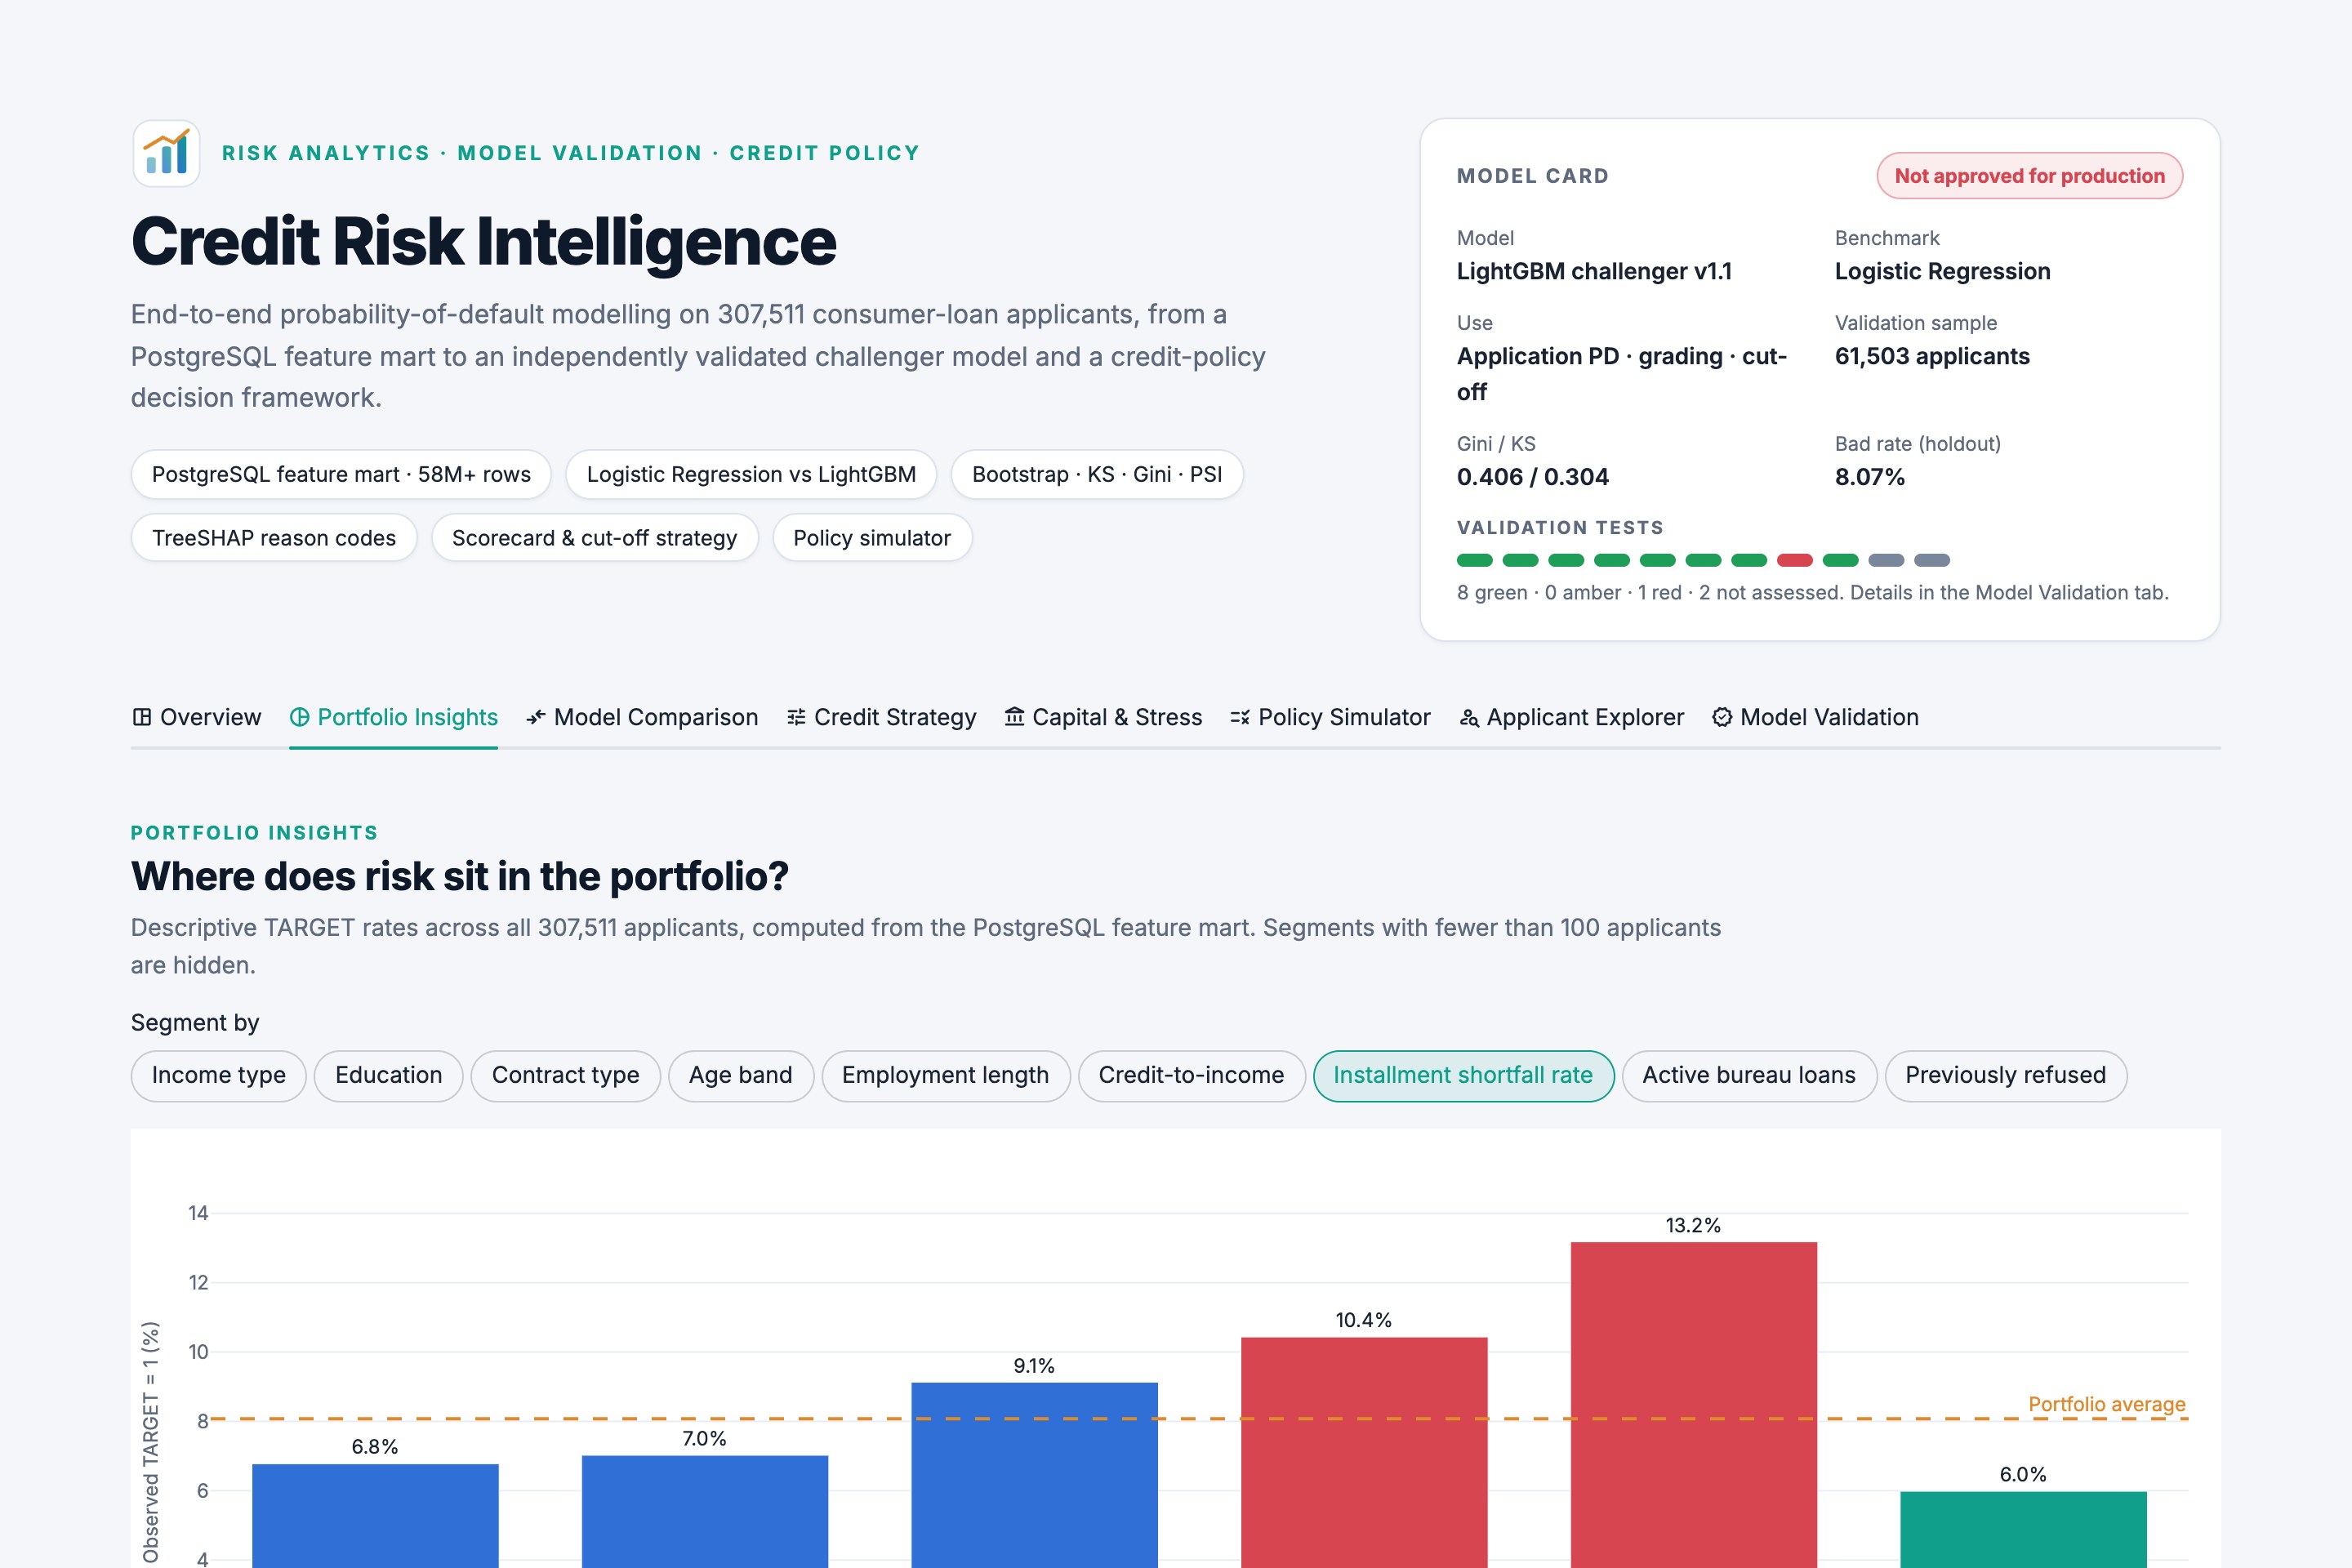 RISK ANALYTICS · MODEL VALIDATION · CREDIT POLICY
Credit Risk Intelligence
End-to-end probability-of-default modelling on 307,511 consumer-loan applicants, from a
PostgreSQL feature mart to an independently validated challenger model and a credit-policy
decision framework.
PostgreSQL feature mart · 58M+ rows
Logistic Regression vs LightGBM
Bootstrap · KS · Gini · PSI
TreeSHAP reason codes
Scorecard & cut-off strategy
Policy simulator
MODEL CARD
Not approved for production
Model
LightGBM challenger v1.1
Benchmark
Logistic Regression
Use
Application PD · grading · cut-
off
Validation sample
61,503 applicants
Gini / KS
0.406 / 0.304
Bad rate (holdout)
8.07%
VALIDATION TESTS
8 green · 0 amber · 1 red · 2 not assessed. Details in the Model Validation tab.
Overview
Portfolio Insights
Model Comparison
Credit Strategy
Capital & Stress
Policy Simulator
Applicant Explorer
Model Validation
PORTFOLIO INSIGHTS
Where does risk sit in the portfolio?
Descriptive TARGET rates across all 307,511 applicants, computed from the PostgreSQL feature mart. Segments with fewer than 100 applicants
are hidden.
Segment by
Income type
Education
Contract type
Age band
Employment length
Credit-to-income
Installment shortfall rate
Active bureau loans
Previously refused
Observed TARGET = 1 (%)
14
12
10
8
6
4
6.8%
7.0%
9.1%
10.4%
13.2%
6.0%
Portfolio average